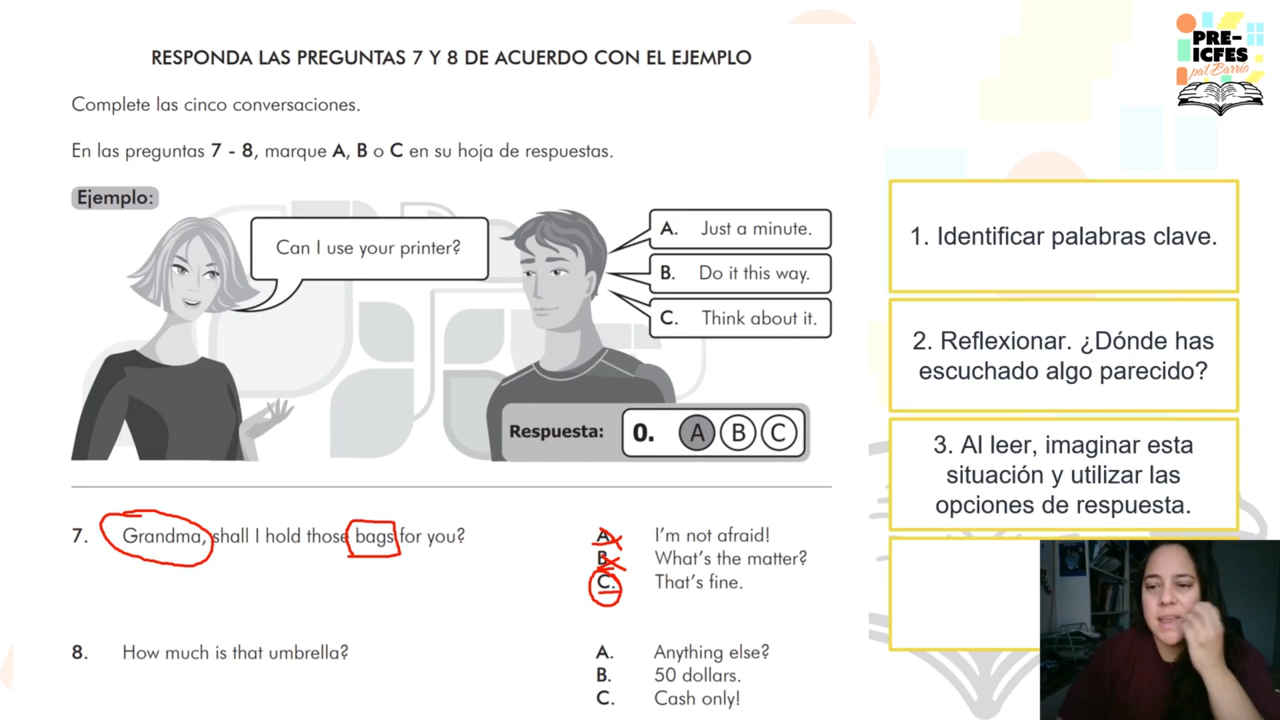 RESPONDA LAS PREGUNTAS 7 Y 8 DE ACUERDO CON EL EJEMPLO
Complete las cinco conversaciones.
En las preguntas 7 - 8, marque A, B o C en su hoja de respuestas.
Ejemplo:
Can I use your printer?
A. Just a minute.
B. Do it this way.
C. Think about it.
Respuesta: 0. A B C
7. Grandma, shall I hold those bags for you?
A. I'm not afraid!
B. What's the matter?
C. That's fine.
8. How much is that umbrella?
A. Anything else?
B. 50 dollars.
C. Cash only!
PRE-
ICFES
pal Barrio
1. Identificar palabras clave.
2. Reflexionar. ¿Dónde has
escuchado algo parecido?
3. Al leer, imaginar esta
situación y utilizar las
opciones de respuesta.